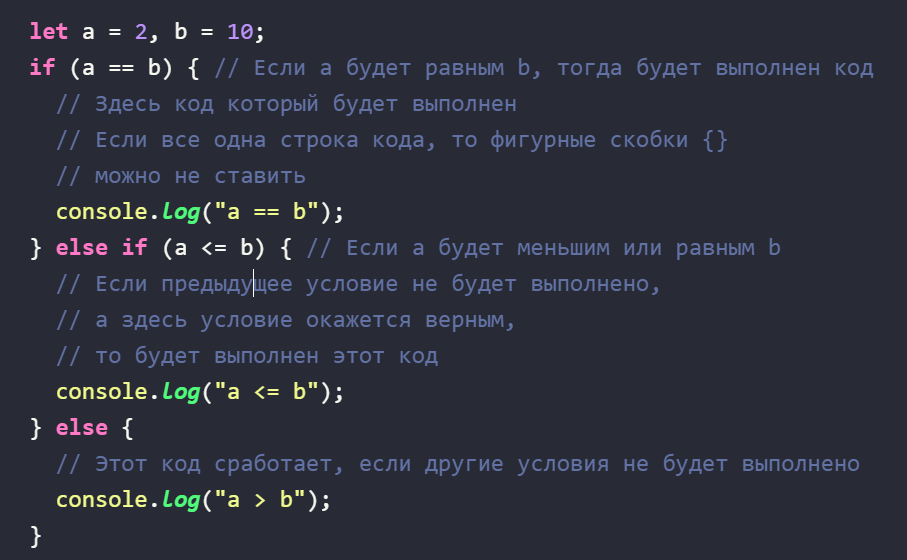 let a = 2, b = 10;
if (a == b) { // Если a будет равным b, тогда будет выполнен код
// Здесь код который будет выполнен
// Если все одна строка кода, то фигурные скобки {}
// можно не ставить
console.log("a == b");
} else if (a <= b) { // Если a будет меньшим или равным b
// Если предыдущее условие не будет выполнено,
// а здесь условие окажется верным,
// то будет выполнен этот код
console.log("a <= b");
} else {
// Этот код сработает, если другие условия не будет выполнено
console.log("a > b");
}